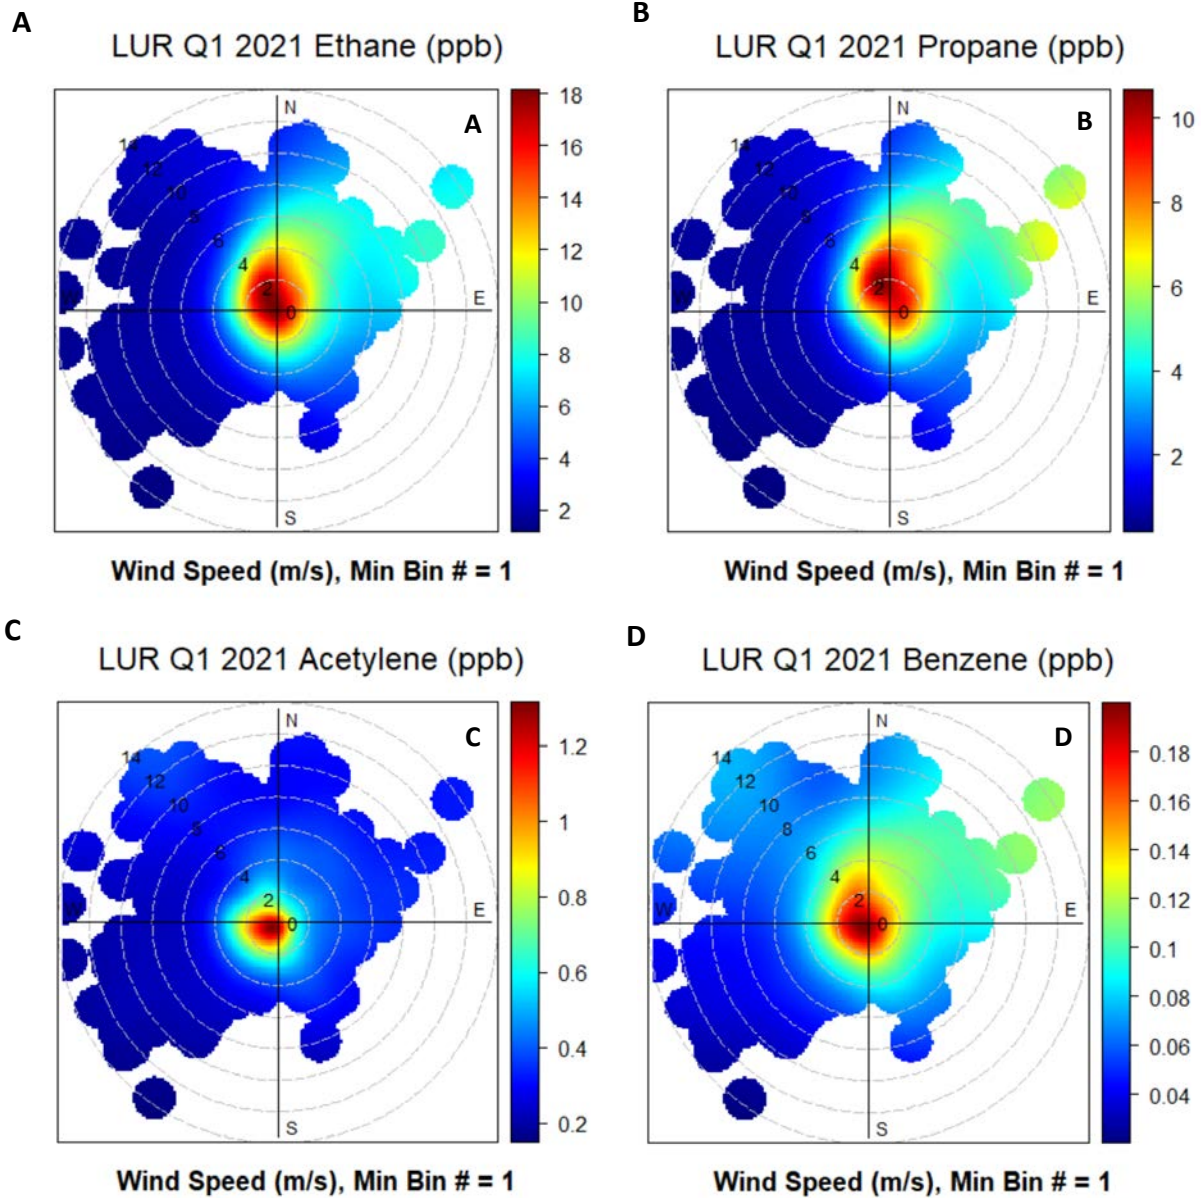 A
LUR Q1 2021 Ethane (ppb)
N
A
14
12
10
8
6
4
2
0
W
E
S
18
16
14
12
10
8
6
4
2
Wind Speed (m/s), Min Bin # = 1
B
LUR Q1 2021 Propane (ppb)
N
B
14
12
10
8
6
4
2
0
W
E
S
10
8
6
4
2
Wind Speed (m/s), Min Bin # = 1
C
LUR Q1 2021 Acetylene (ppb)
N
C
14
12
10
8
6
4
2
0
W
E
S
1.2
1
0.8
0.6
0.4
0.2
Wind Speed (m/s), Min Bin # = 1
D
LUR Q1 2021 Benzene (ppb)
N
D
14
12
10
8
6
4
2
0
W
E
S
0.18
0.16
0.14
0.12
0.1
0.08
0.06
0.04
Wind Speed (m/s), Min Bin # = 1